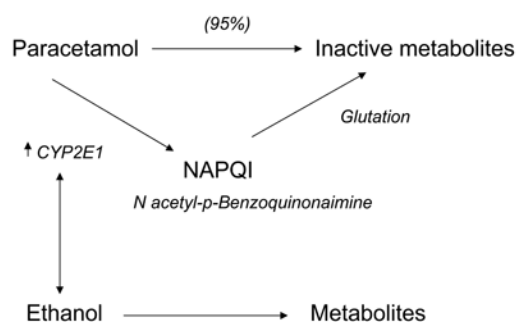 (95%)
Paracetamol
Inactive metabolites
Glutation
↑ CYP2E1
NAPQI
N acetyl-p-Benzoquinonaimine
Ethanol
Metabolites